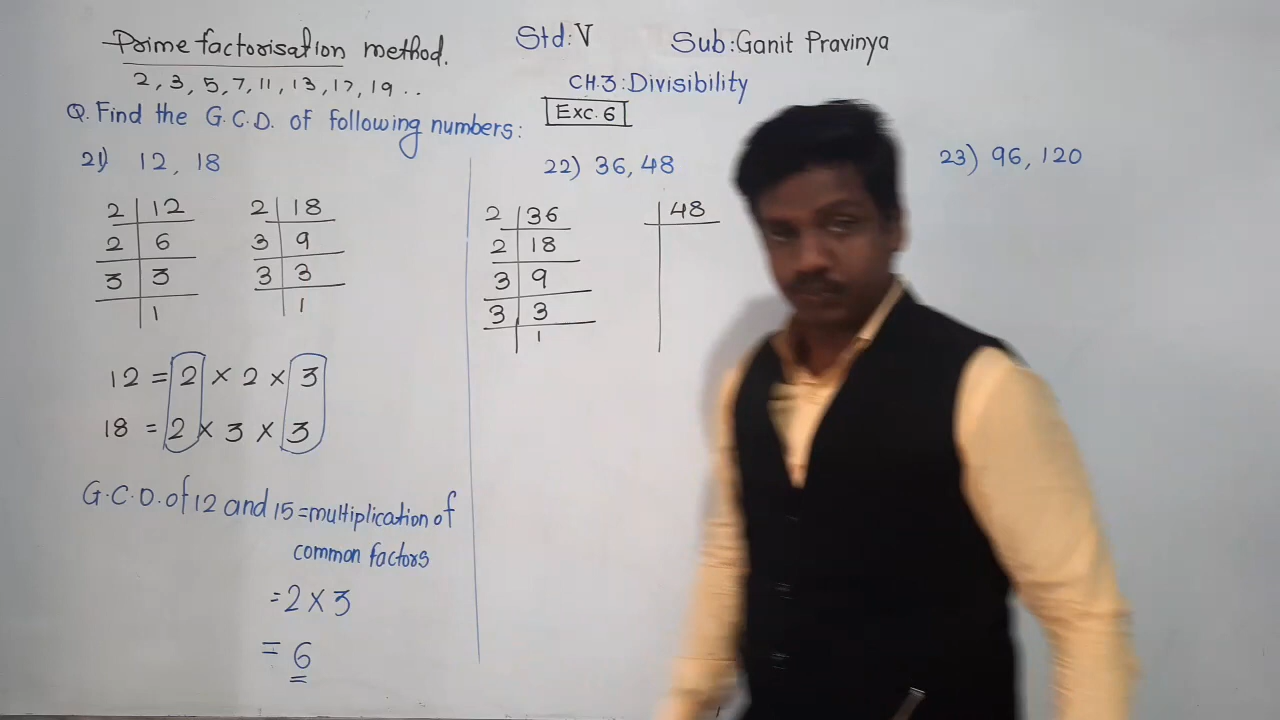 Prime factorisation method.
2, 3, 5, 7, 11, 13, 17, 19 ..
Std: V
Sub: Ganit Pravinya
CH.3: Divisibility
Exc. 6
Q. Find the G.C.D. of following numbers:
21) 12, 18
2 | 12
2 | 6
3 | 3
1
2 | 18
3 | 9
3 | 3
1
12 = 2 × 2 × 3
18 = 2 × 3 × 3
G.C.D. of 12 and 15 = multiplication of
common factors
= 2 × 3
= 6
22) 36, 48
2 | 36
2 | 18
3 | 9
3 | 3
1
48
23) 96, 120